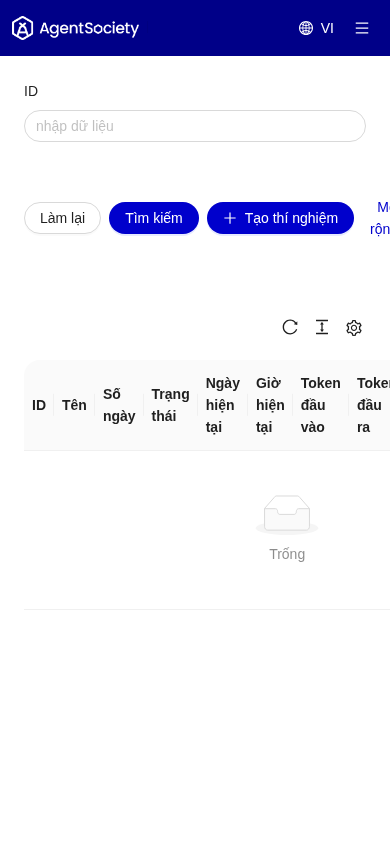 AgentSociety
VI
ID
nhập dữ liệu
Làm lại
Tìm kiếm
Tạo thí nghiệm
ID
Tên
Số
ngày
Trạng
thái
Ngày
hiện
tại
Giờ
hiện
tại
Token
đầu
vào
Token
đầu
ra
Trống